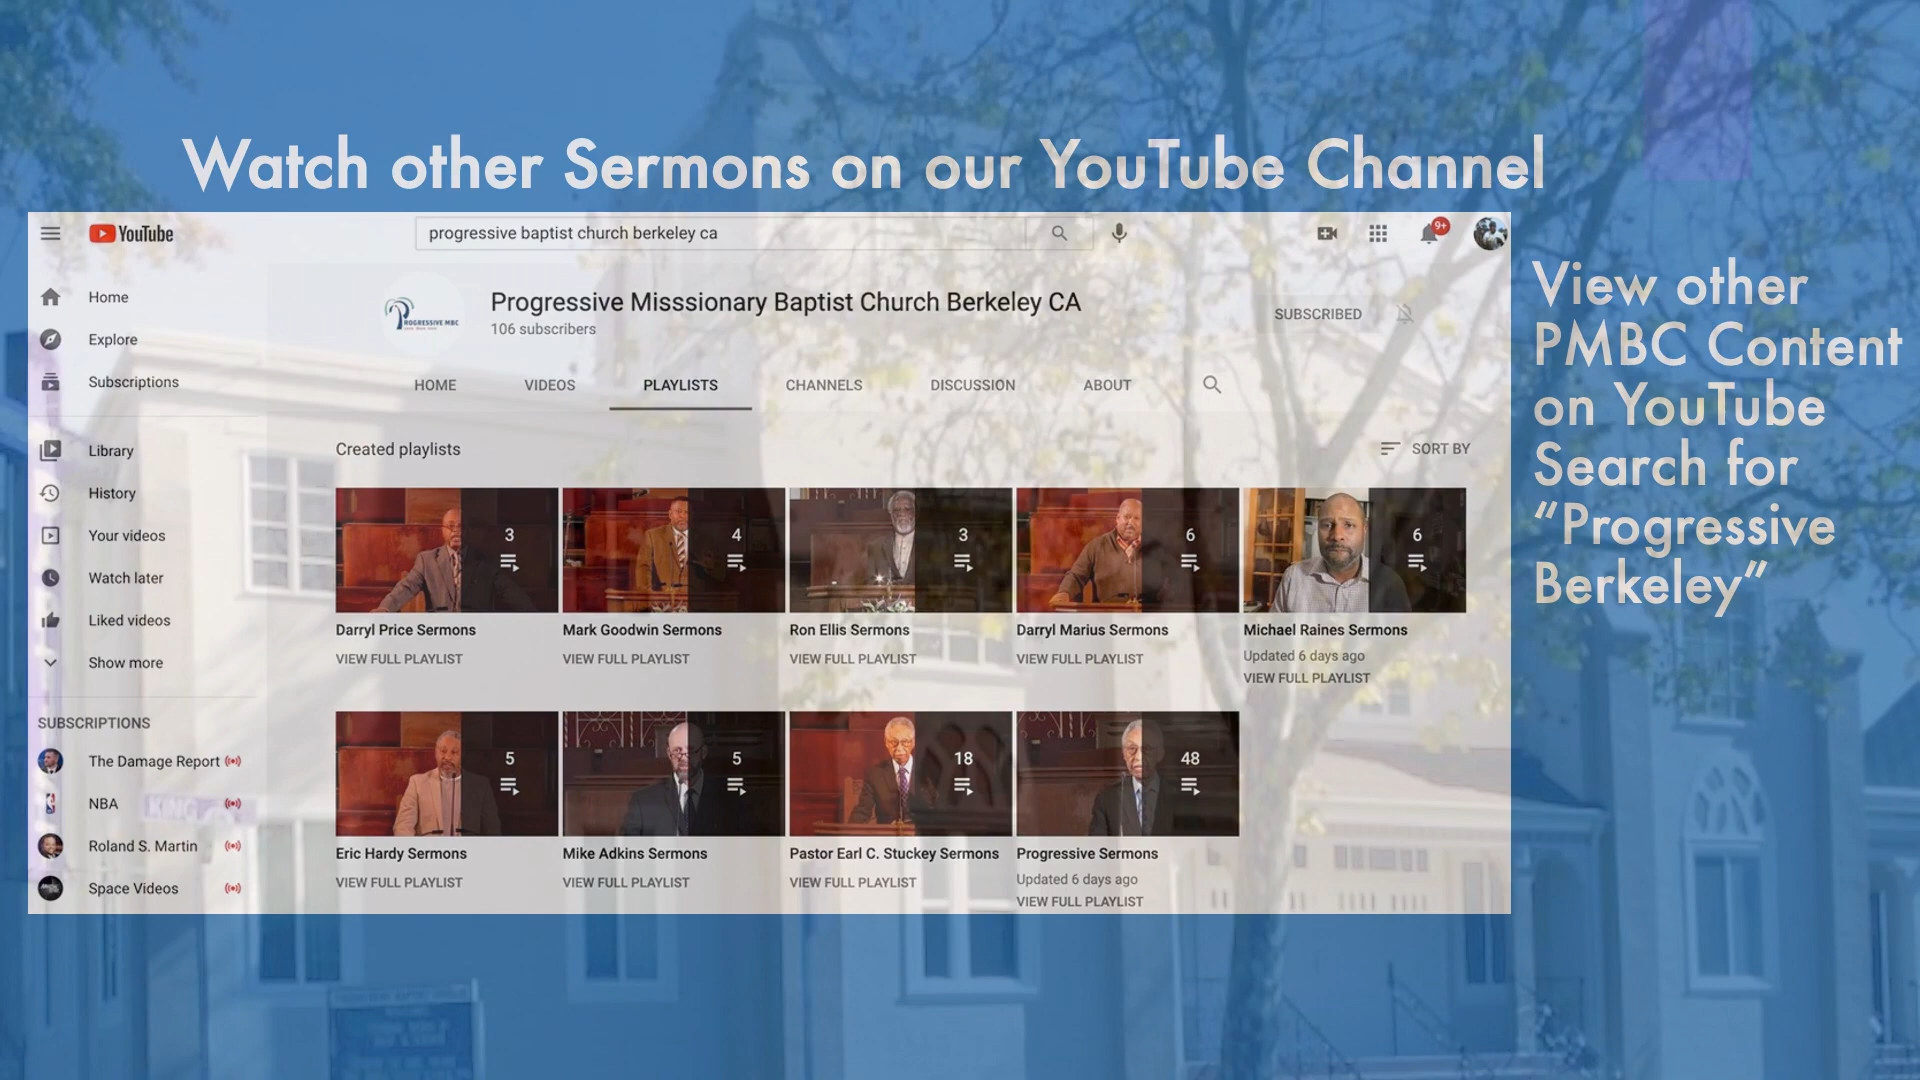 Watch other Sermons on our YouTube Channel
YouTube
progressive baptist church berkeley ca
9+
Home
Explore
Subscriptions
Library
History
Your videos
Watch later
Liked videos
Show more
SUBSCRIPTIONS
The Damage Report
NBA
Roland S. Martin
Space Videos
ROGRESSIVE MBC
Progressive Misssionary Baptist Church Berkeley CA
106 subscribers
SUBSCRIBED
HOME VIDEOS PLAYLISTS CHANNELS DISCUSSION ABOUT
Created playlists
SORT BY
3 4 3 6 6
Darryl Price Sermons Mark Goodwin Sermons Ron Ellis Sermons Darryl Marius Sermons Michael Raines Sermons
Updated 6 days ago
VIEW FULL PLAYLIST VIEW FULL PLAYLIST VIEW FULL PLAYLIST VIEW FULL PLAYLIST VIEW FULL PLAYLIST
5 5 18 48
Eric Hardy Sermons Mike Adkins Sermons Pastor Earl C. Stuckey Sermons Progressive Sermons
Updated 6 days ago
VIEW FULL PLAYLIST VIEW FULL PLAYLIST VIEW FULL PLAYLIST VIEW FULL PLAYLIST
KING
View other
PMBC Content
on YouTube
Search for
“Progressive
Berkeley”